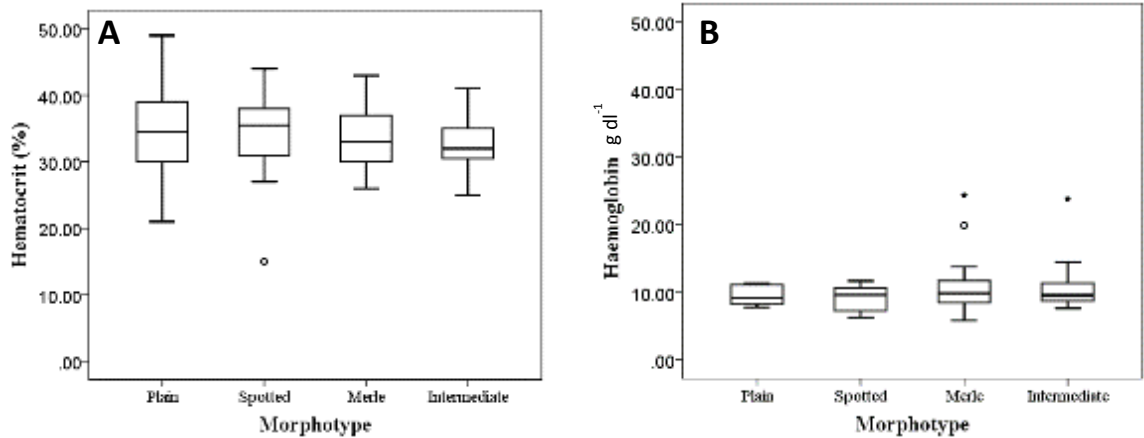 A
50.00
40.00
30.00
20.00
10.00
.00
Hematocrit (%)
Plain Spotted Merle Intermediate
Morphotype
B
50.00
40.00
30.00
20.00
10.00
.00
Haemoglobin g dl-1
Plain Spotted Merle Intermediate
Morphotype